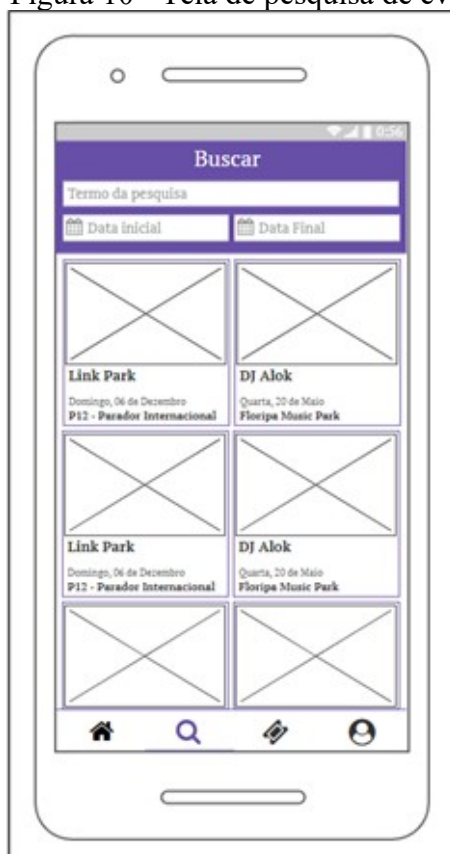 Figura 10 - Tela de pesquisa de ev
0:56
Buscar
Termo da pesquisa
Data inicial
Data Final
Link Park
Domingo, 06 de Dezembro
P12 - Parador Internacional
DJ Alok
Quarta, 20 de Maio
Floripa Music Park
Link Park
Domingo, 06 de Dezembro
P12 - Parador Internacional
DJ Alok
Quarta, 20 de Maio
Floripa Music Park